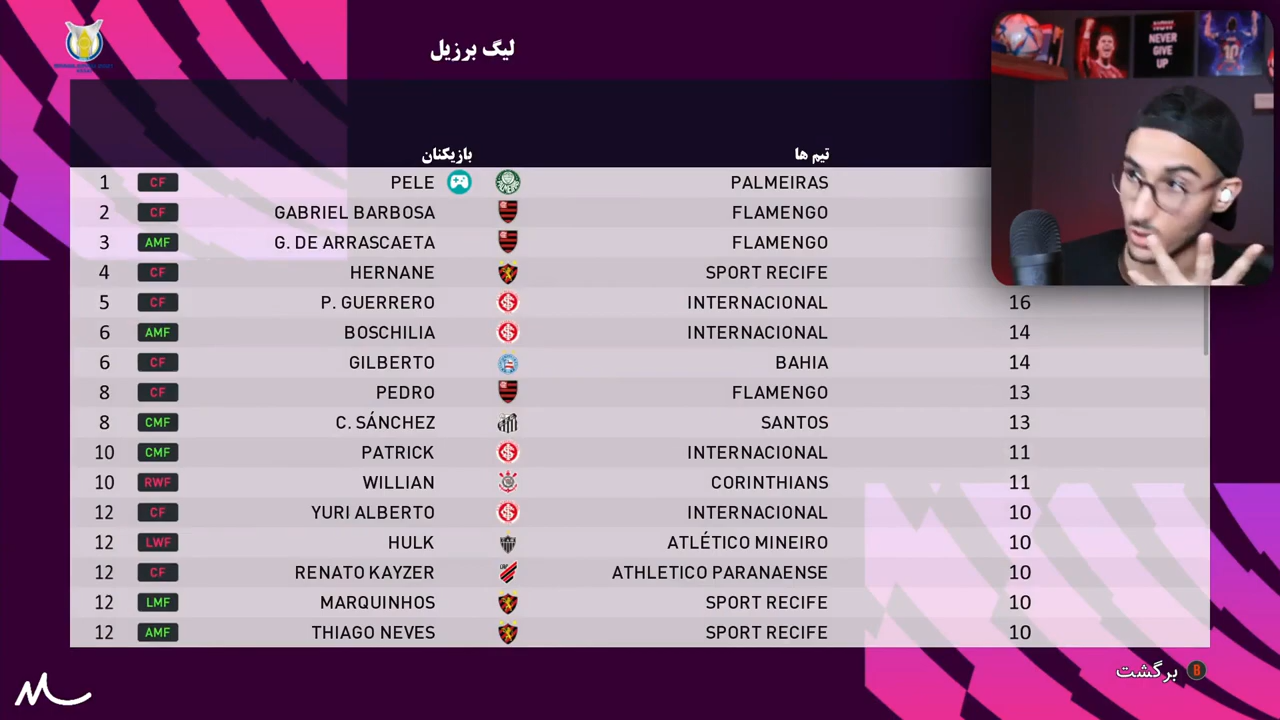 لیگ برزیل
NEVER
GIVE
UP
10
بازیکنان تیم ها
1 CF PELE PALMEIRAS
2 CF GABRIEL BARBOSA FLAMENGO
3 AMF G. DE ARRASCAETA FLAMENGO
4 CF HERNANE SPORT RECIFE
5 CF P. GUERRERO INTERNACIONAL 16
6 AMF BOSCHILIA INTERNACIONAL 14
6 CF GILBERTO BAHIA 14
8 CF PEDRO FLAMENGO 13
8 CMF C. SÁNCHEZ SANTOS 13
10 CMF PATRICK INTERNACIONAL 11
10 RWF WILLIAN CORINTHIANS 11
12 CF YURI ALBERTO INTERNACIONAL 10
12 LWF HULK ATLÉTICO MINEIRO 10
12 CF RENATO KAYZER ATHLETICO PARANAENSE 10
12 LMF MARQUINHOS SPORT RECIFE 10
12 AMF THIAGO NEVES SPORT RECIFE 10
برگشت B